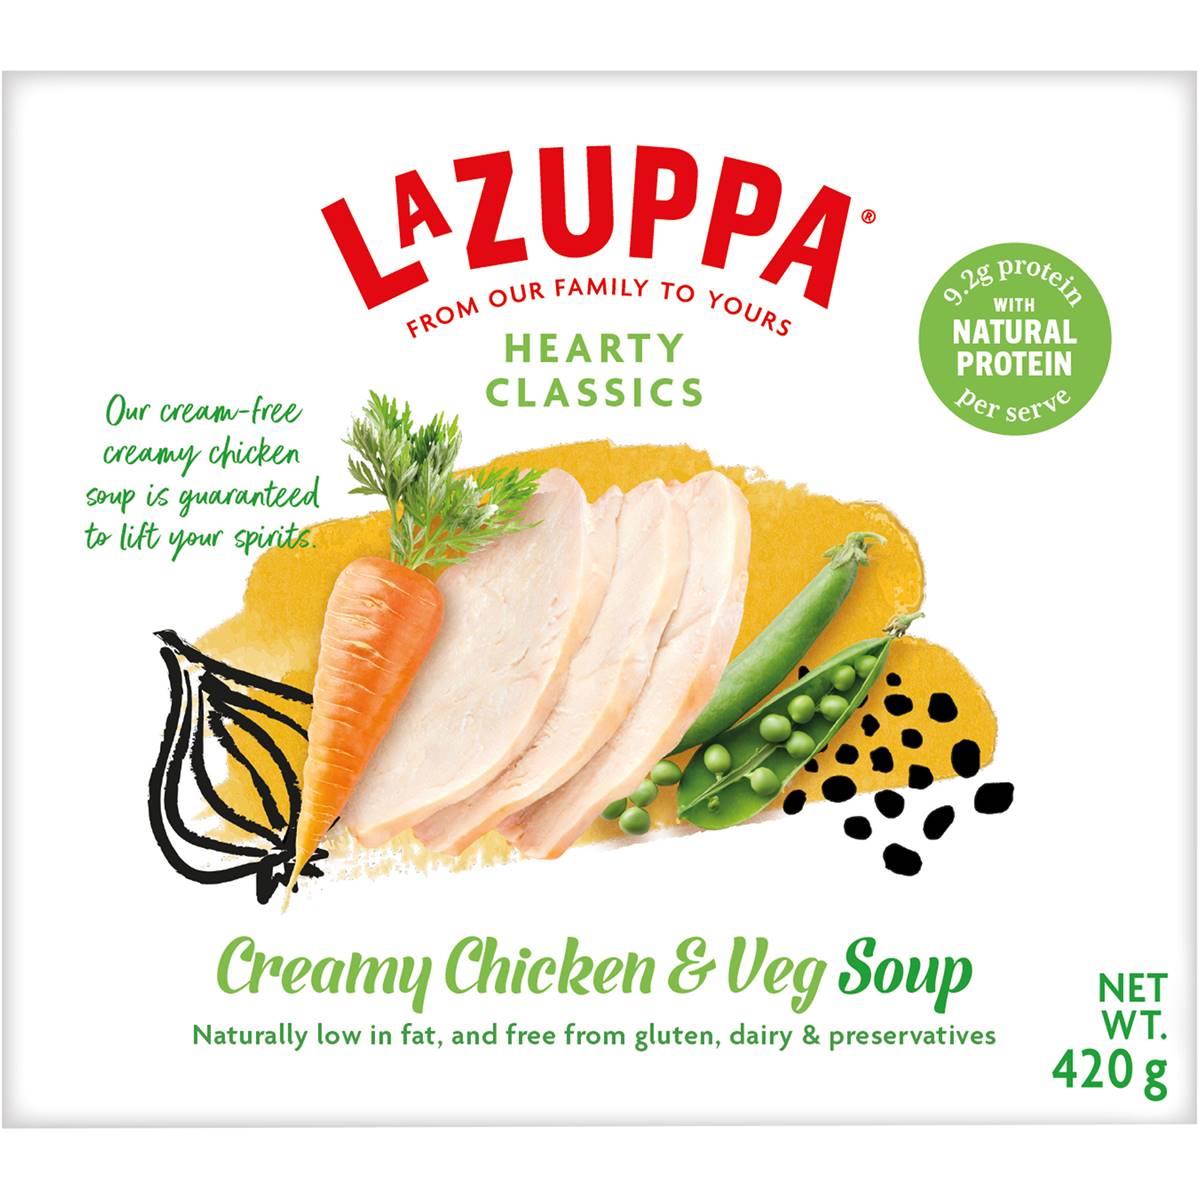 LAZUPPA®
FROM OUR FAMILY TO YOURS
HEARTY
CLASSICS
9.2g protein
WITH
NATURAL
PROTEIN
per serve
Our cream-free
creamy chicken
soup is guaranteed
to lift your spirits.
Creamy Chicken & Veg Soup
Naturally low in fat, and free from gluten, dairy & preservatives
NET
WT.
420 g